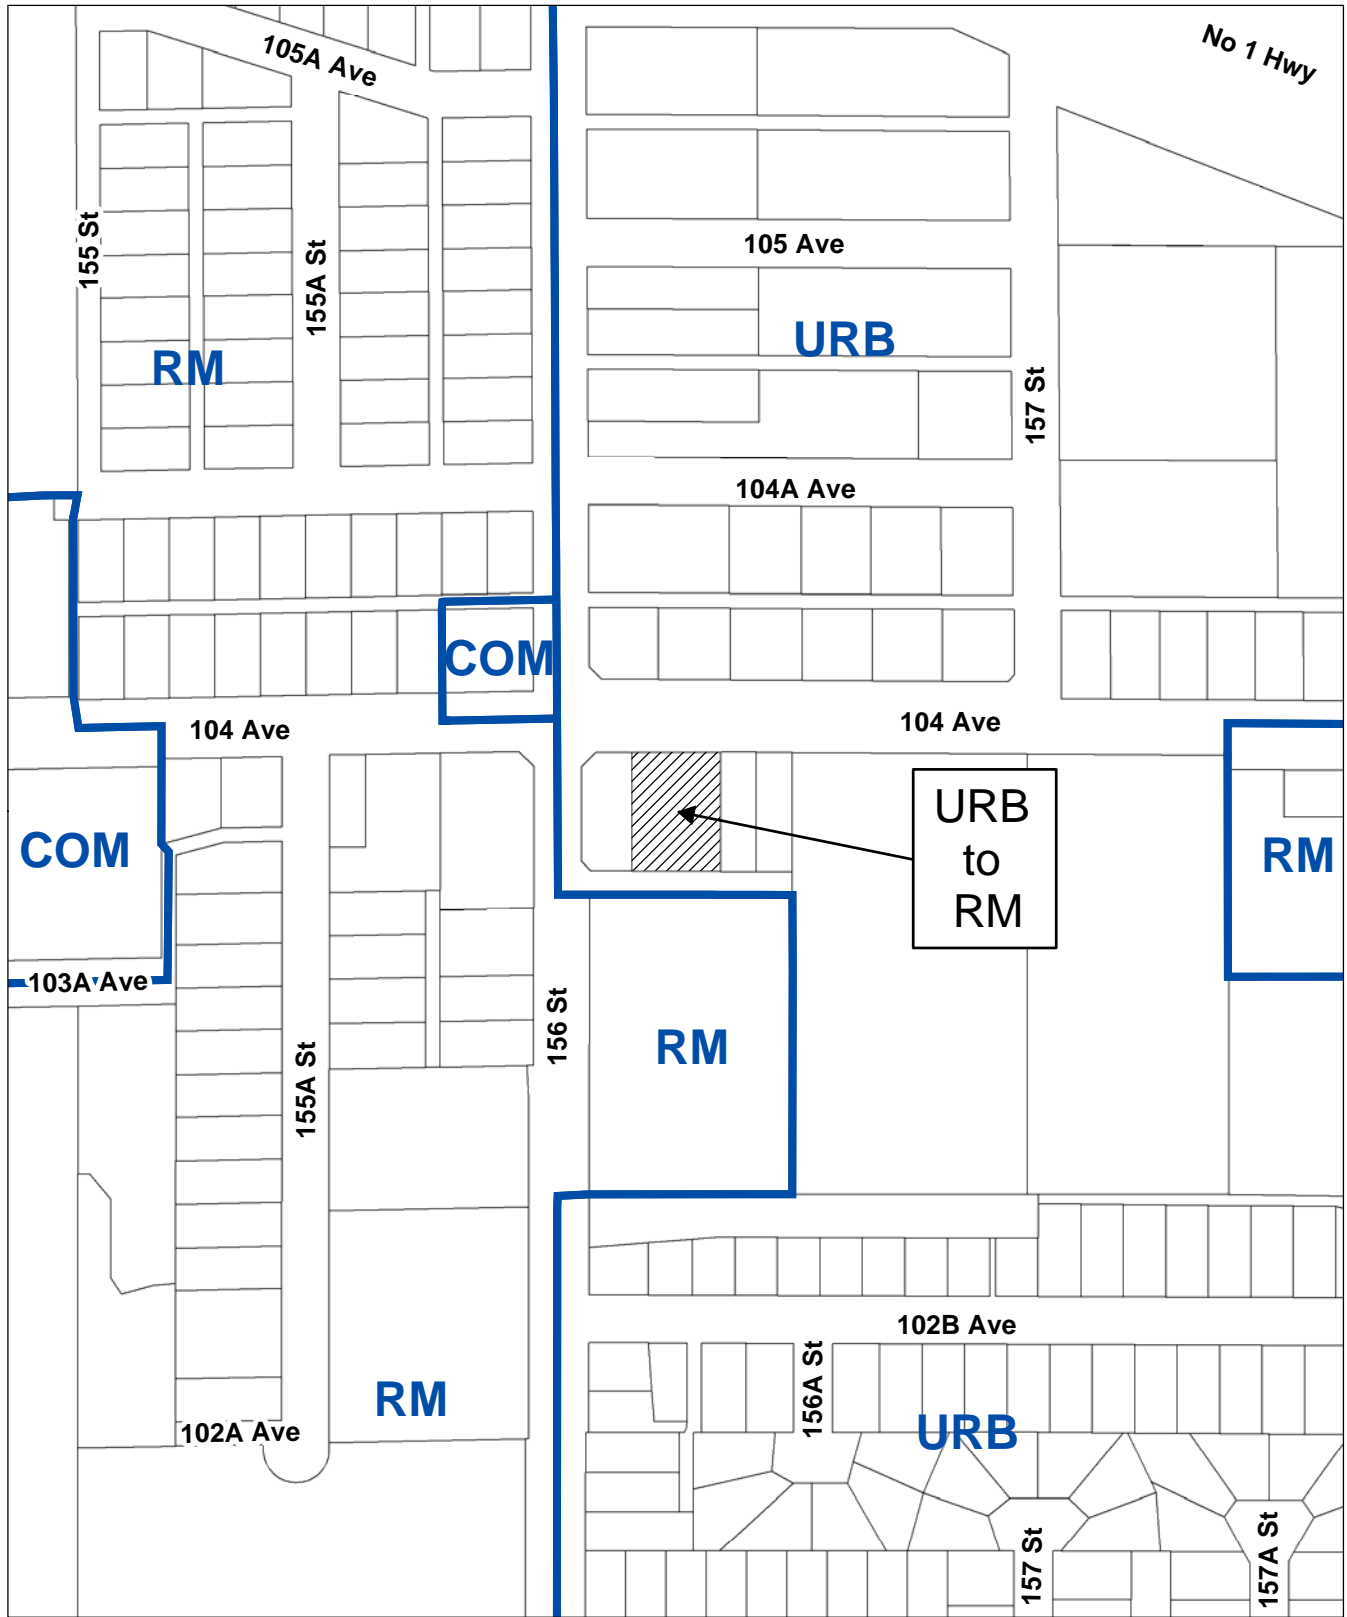 No 1 Hwy
105A Ave
155 St
155A St
105 Ave
RM
URB
157 St
104A Ave
COM
104 Ave
104 Ave
URB
to
RM
COM
RM
103A Ave
156 St
RM
155A St
102B Ave
156A St
RM
URB
102A Ave
157 St
157A St